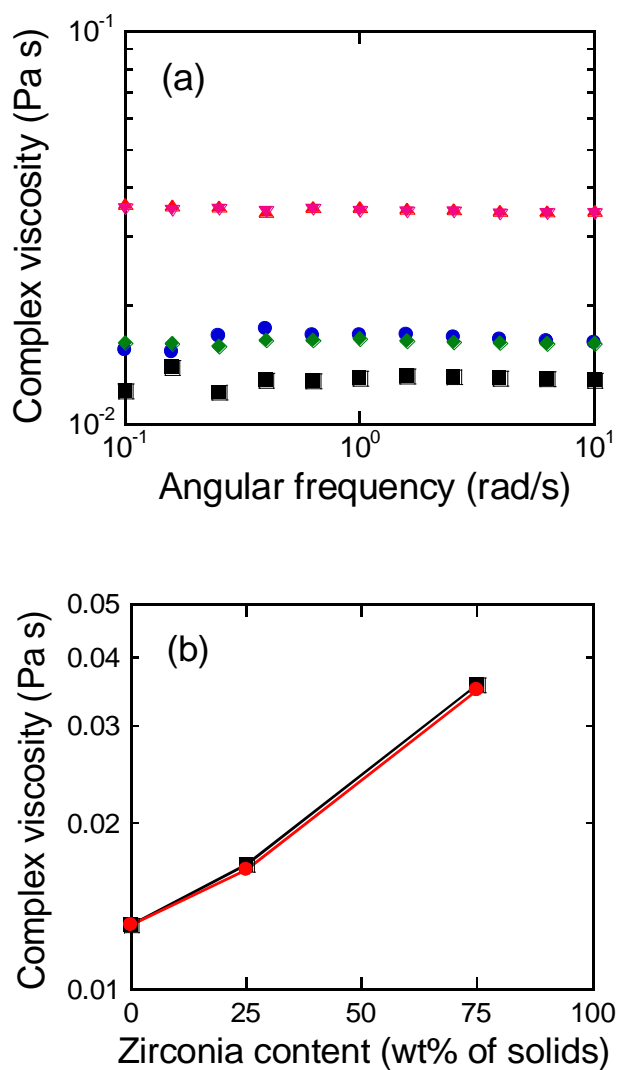 10⁻¹
(a)
Complex viscosity (Pa s)
10⁻²
10⁻¹ 10⁰ 10¹
Angular frequency (rad/s)
0.05
(b)
0.04
0.03
0.02
0.01
Complex viscosity (Pa s)
0 25 50 75 100
Zirconia content (wt% of solids)